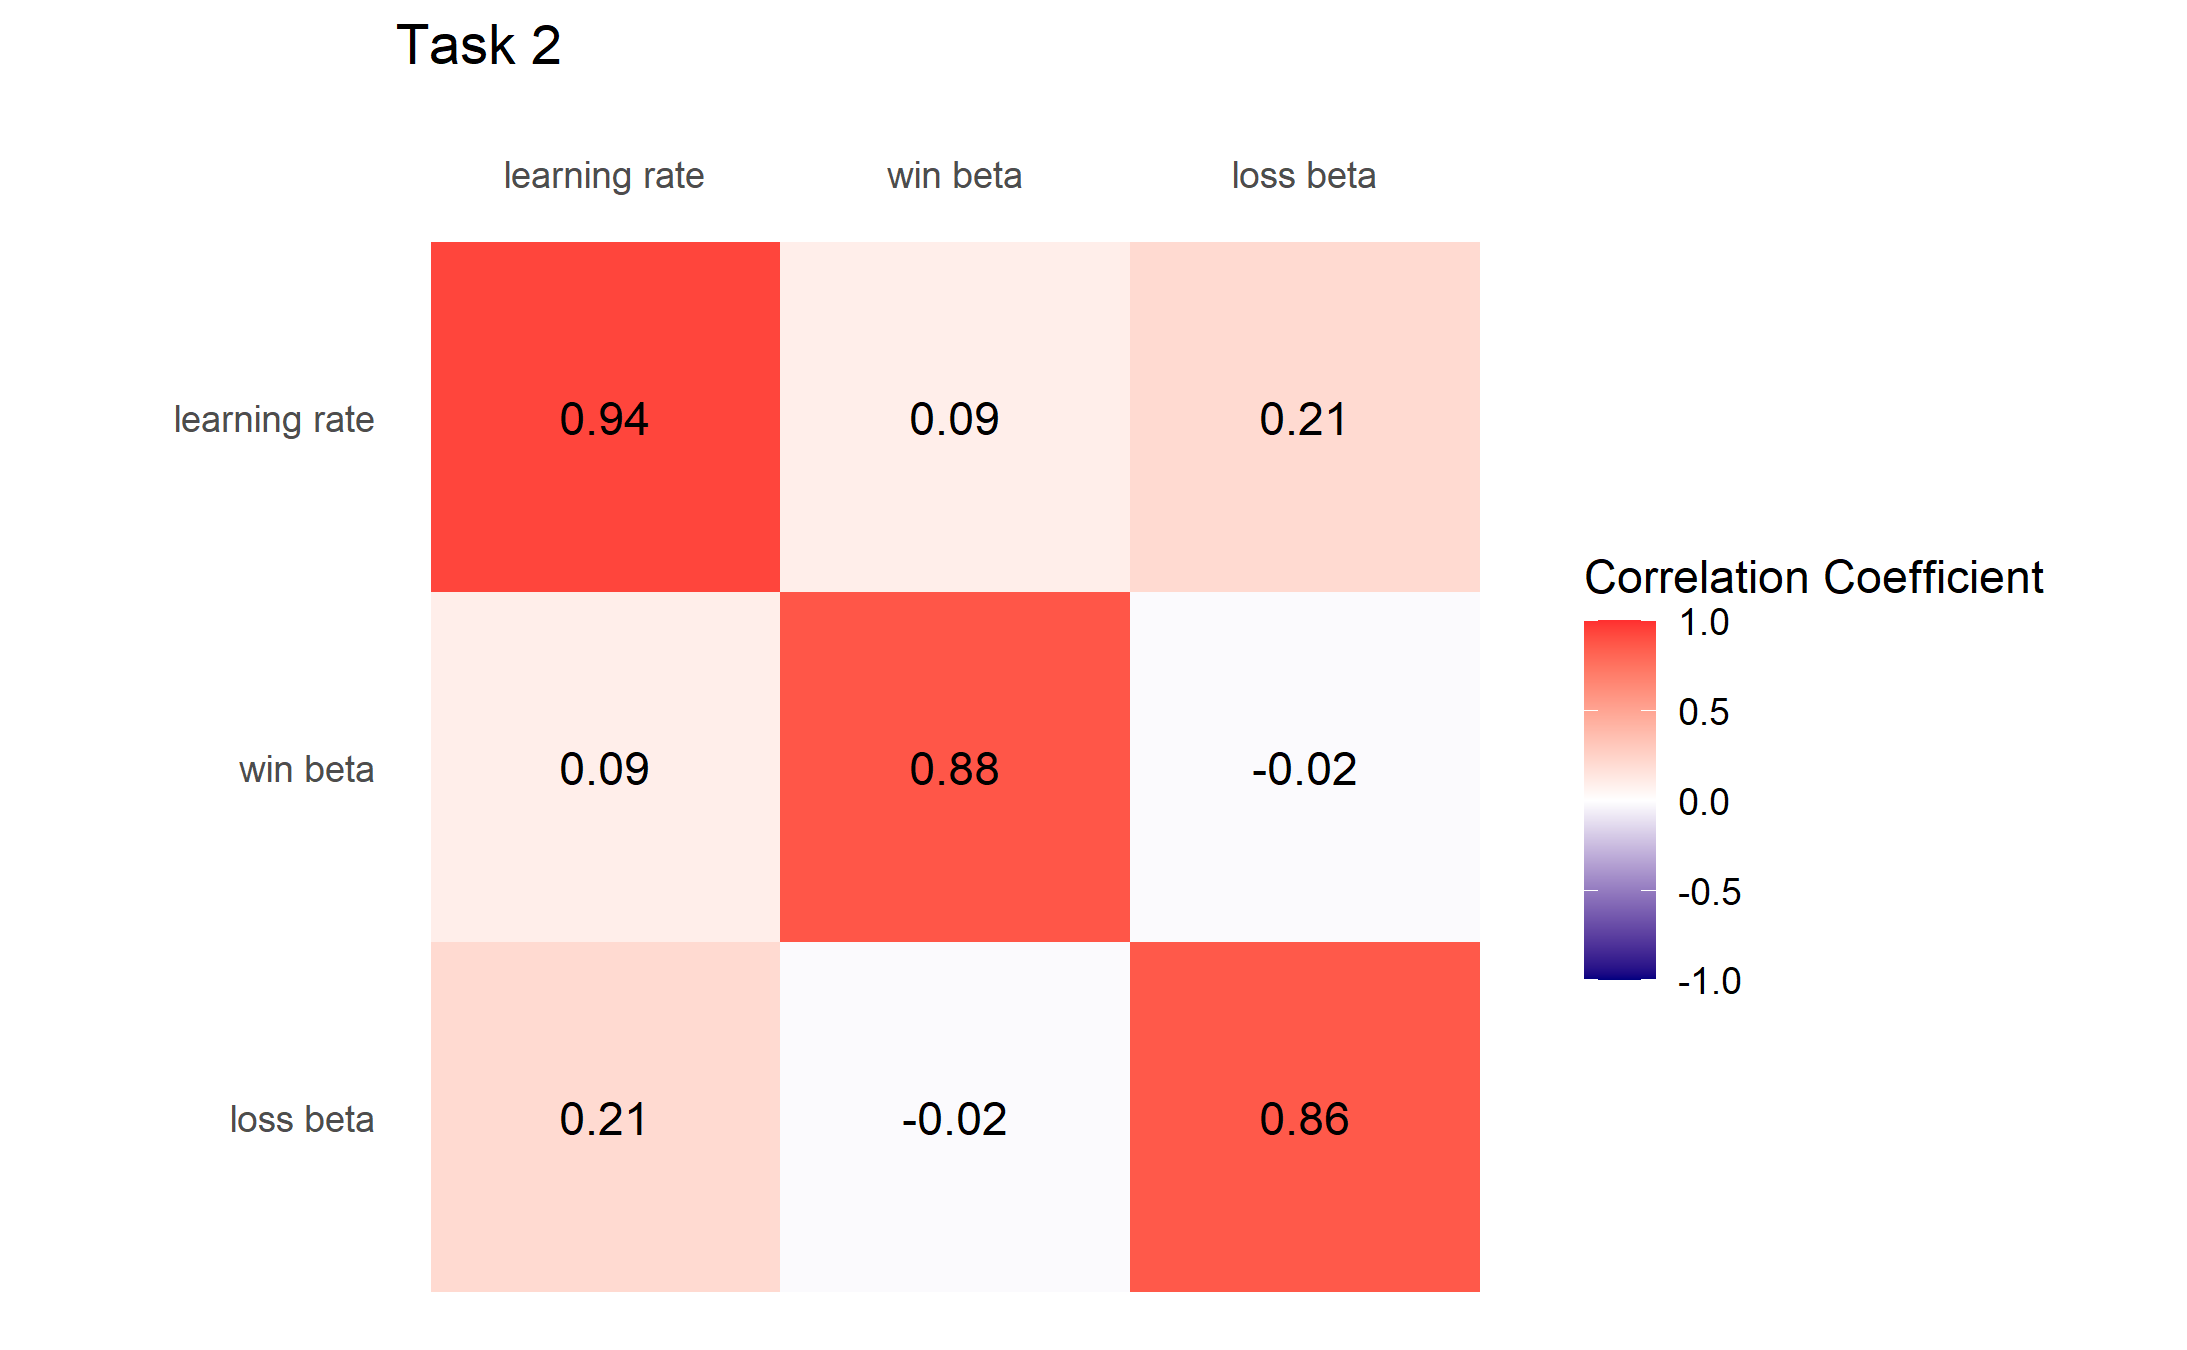 Task 2
learning rate win beta loss beta
learning rate 0.94 0.09 0.21
win beta 0.09 0.88 -0.02
loss beta 0.21 -0.02 0.86
Correlation Coefficient
1.0
0.5
0.0
-0.5
-1.0